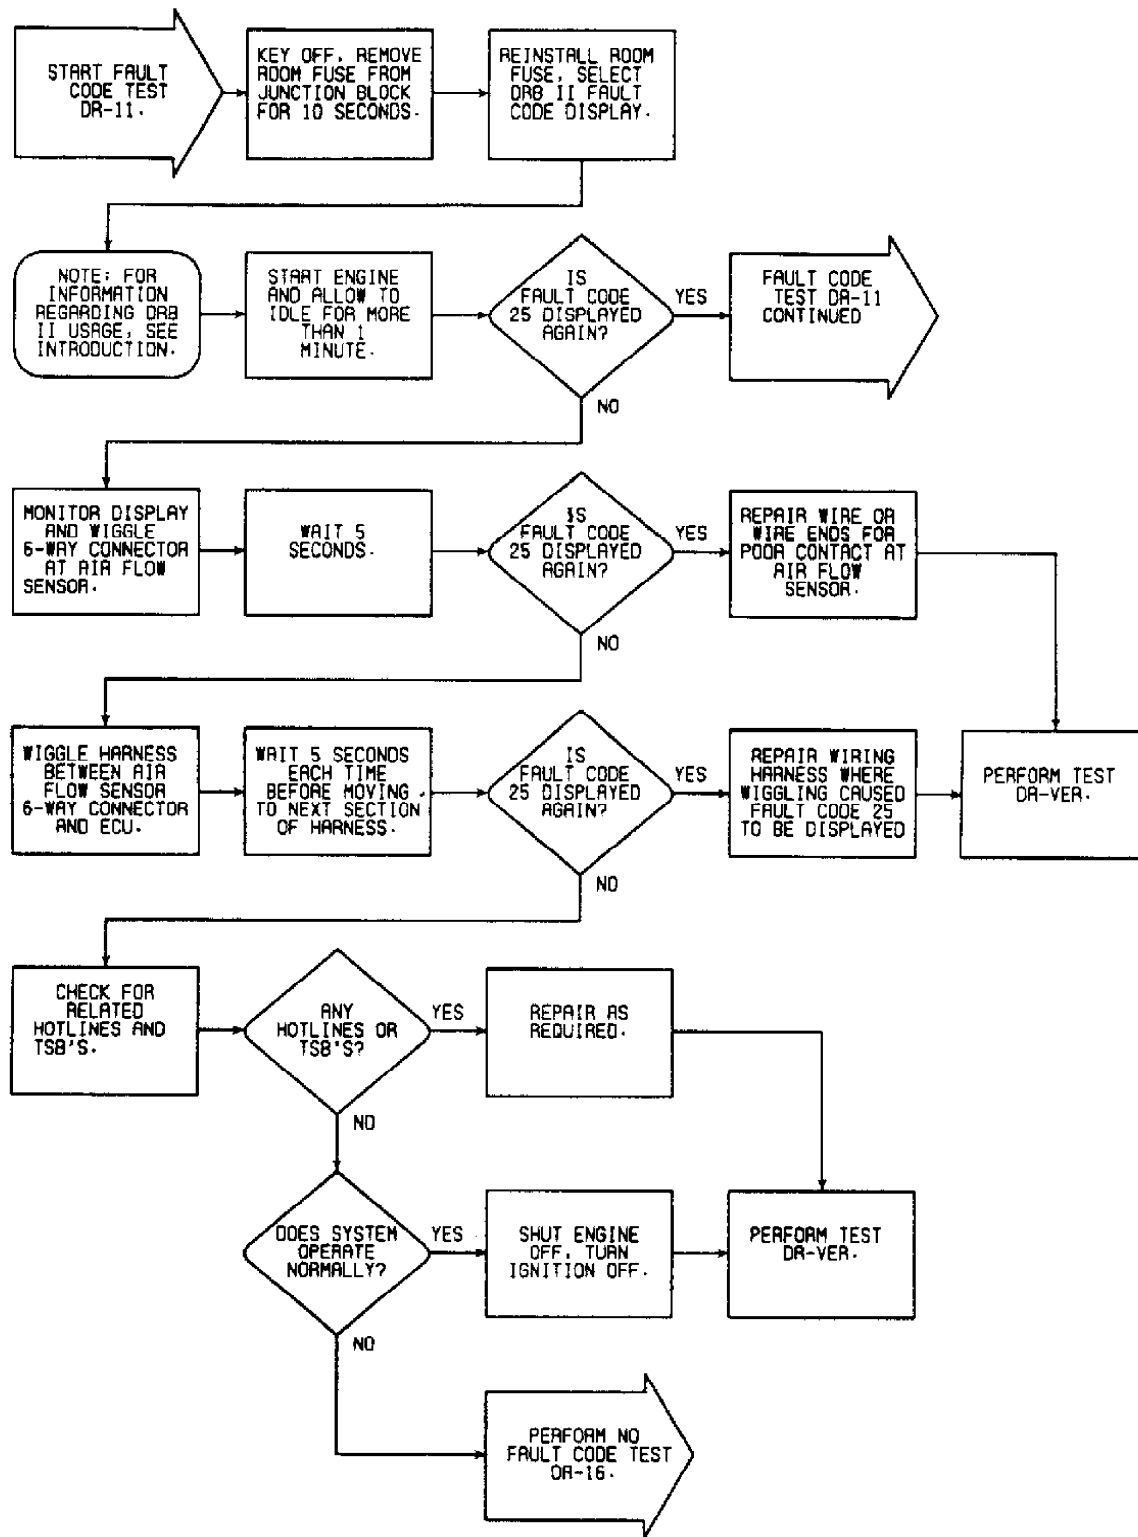 START FAULT
CODE TEST
DR-11.
KEY OFF, REMOVE
ROOM FUSE FROM
JUNCTION BLOCK
FOR 10 SECONDS.
REINSTALL ROOM
FUSE, SELECT
DRB II FAULT
CODE DISPLAY.
NOTE: FOR
INFORMATION
REGARDING DRB
II USAGE, SEE
INTRODUCTION.
START ENGINE
AND ALLOW TO
IDLE FOR MORE
THAN 1
MINUTE.
IS
FAULT CODE
25 DISPLAYED
AGAIN?
YES
NO
FAULT CODE
TEST DR-11
CONTINUED
MONITOR DISPLAY
AND WIGGLE
6-WAY CONNECTOR
AT AIR FLOW
SENSOR.
WAIT 5
SECONDS.
IS
FAULT CODE
25 DISPLAYED
AGAIN?
YES
NO
REPAIR WIRE OR
WIRE ENDS FOR
POOR CONTACT AT
AIR FLOW
SENSOR.
WIGGLE HARNESS
BETWEEN AIR
FLOW SENSOR
6-WAY CONNECTOR
AND ECU.
WAIT 5 SECONDS
EACH TIME
BEFORE MOVING
TO NEXT SECTION
OF HARNESS.
IS
FAULT CODE
25 DISPLAYED
AGAIN?
YES
NO
REPAIR WIRING
HARNESS WHERE
WIGGLING CAUSED
FAULT CODE 25
TO BE DISPLAYED
PERFORM TEST
DR-VER.
CHECK FOR
RELATED
HOTLINES AND
TSB'S.
ANY
HOTLINES OR
TSB'S?
YES
NO
REPAIR AS
REQUIRED.
DOES SYSTEM
OPERATE
NORMALLY?
YES
NO
SHUT ENGINE
OFF, TURN
IGNITION OFF.
PERFORM TEST
DR-VER.
PERFORM NO
FAULT CODE TEST
DR-16.